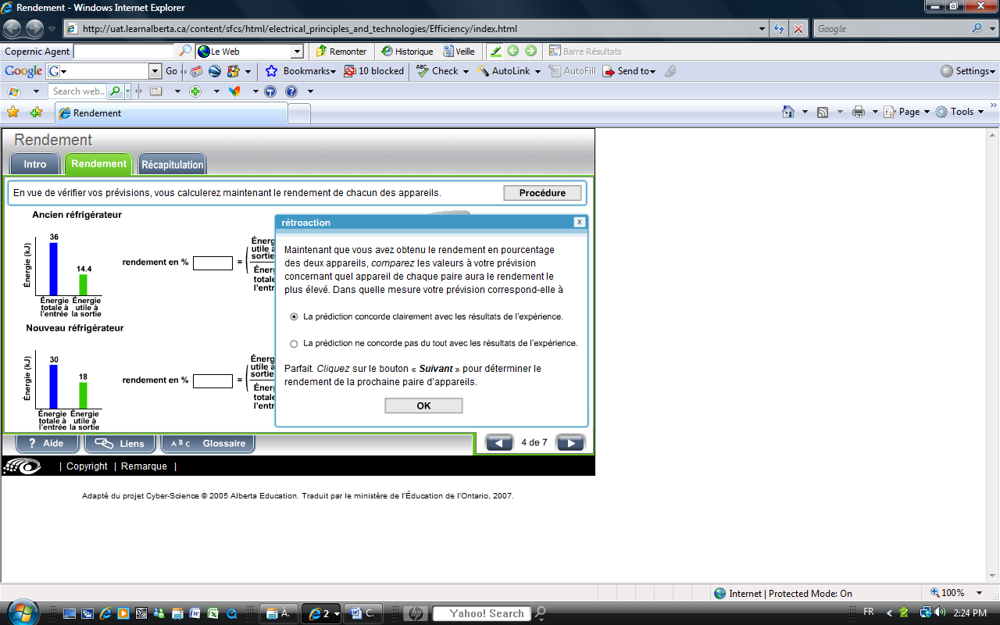 Rendement - Windows Internet Explorer
http://uat.learnalberta.ca/content/sfcs/html/electrical_principles_and_technologies/Efficiency/index.html
Google
Copernic Agent
Le Web
Remonter
Historique
Veille
Barre Résultats
Google
G
Go
Bookmarks
10 blocked
ABC
Check
AutoLink
AutoFill
Send to
Settings
Search web...
Rendement
Page
Tools
Rendement
Intro
Rendement
Récapitulation
En vue de vérifier vos prévisions, vous calculerez maintenant le rendement de chacun des appareils.
Procédure
Ancien réfrigérateur
Énergie (kJ)
36
14.4
Énergie totale à l'entrée
Énergie utile à la sortie
rendement en %
=
Énerg
utile à
sortie
Énerg
totale
l'entr
Nouveau réfrigérateur
Énergie (kJ)
30
18
Énergie totale à l'entrée
Énergie utile à la sortie
rendement en %
=
Énerg
utile à
sortie
Énerg
totale
l'entr
rétroaction
x
Maintenant que vous avez obtenu le rendement en pourcentage
des deux appareils, comparez les valeurs à votre prévision
concernant quel appareil de chaque paire aura le rendement le
plus élevé. Dans quelle mesure votre prévision correspond-elle à
La prédiction concorde clairement avec les résultats de l'expérience.
La prédiction ne concorde pas du tout avec les résultats de l'expérience.
Parfait. Cliquez sur le bouton « Suivant » pour déterminer le
rendement de la prochaine paire d'appareils.
OK
? Aide
Liens
A B C Glossaire
4 de 7
| Copyright | Remarque |
Adapté du projet Cyber-Science © 2005 Alberta Education. Traduit par le ministère de l'Éducation de l'Ontario, 2007.
Internet | Protected Mode: On
100%
À.
2
C.
hp
Yahoo! Search
FR
2:24 PM